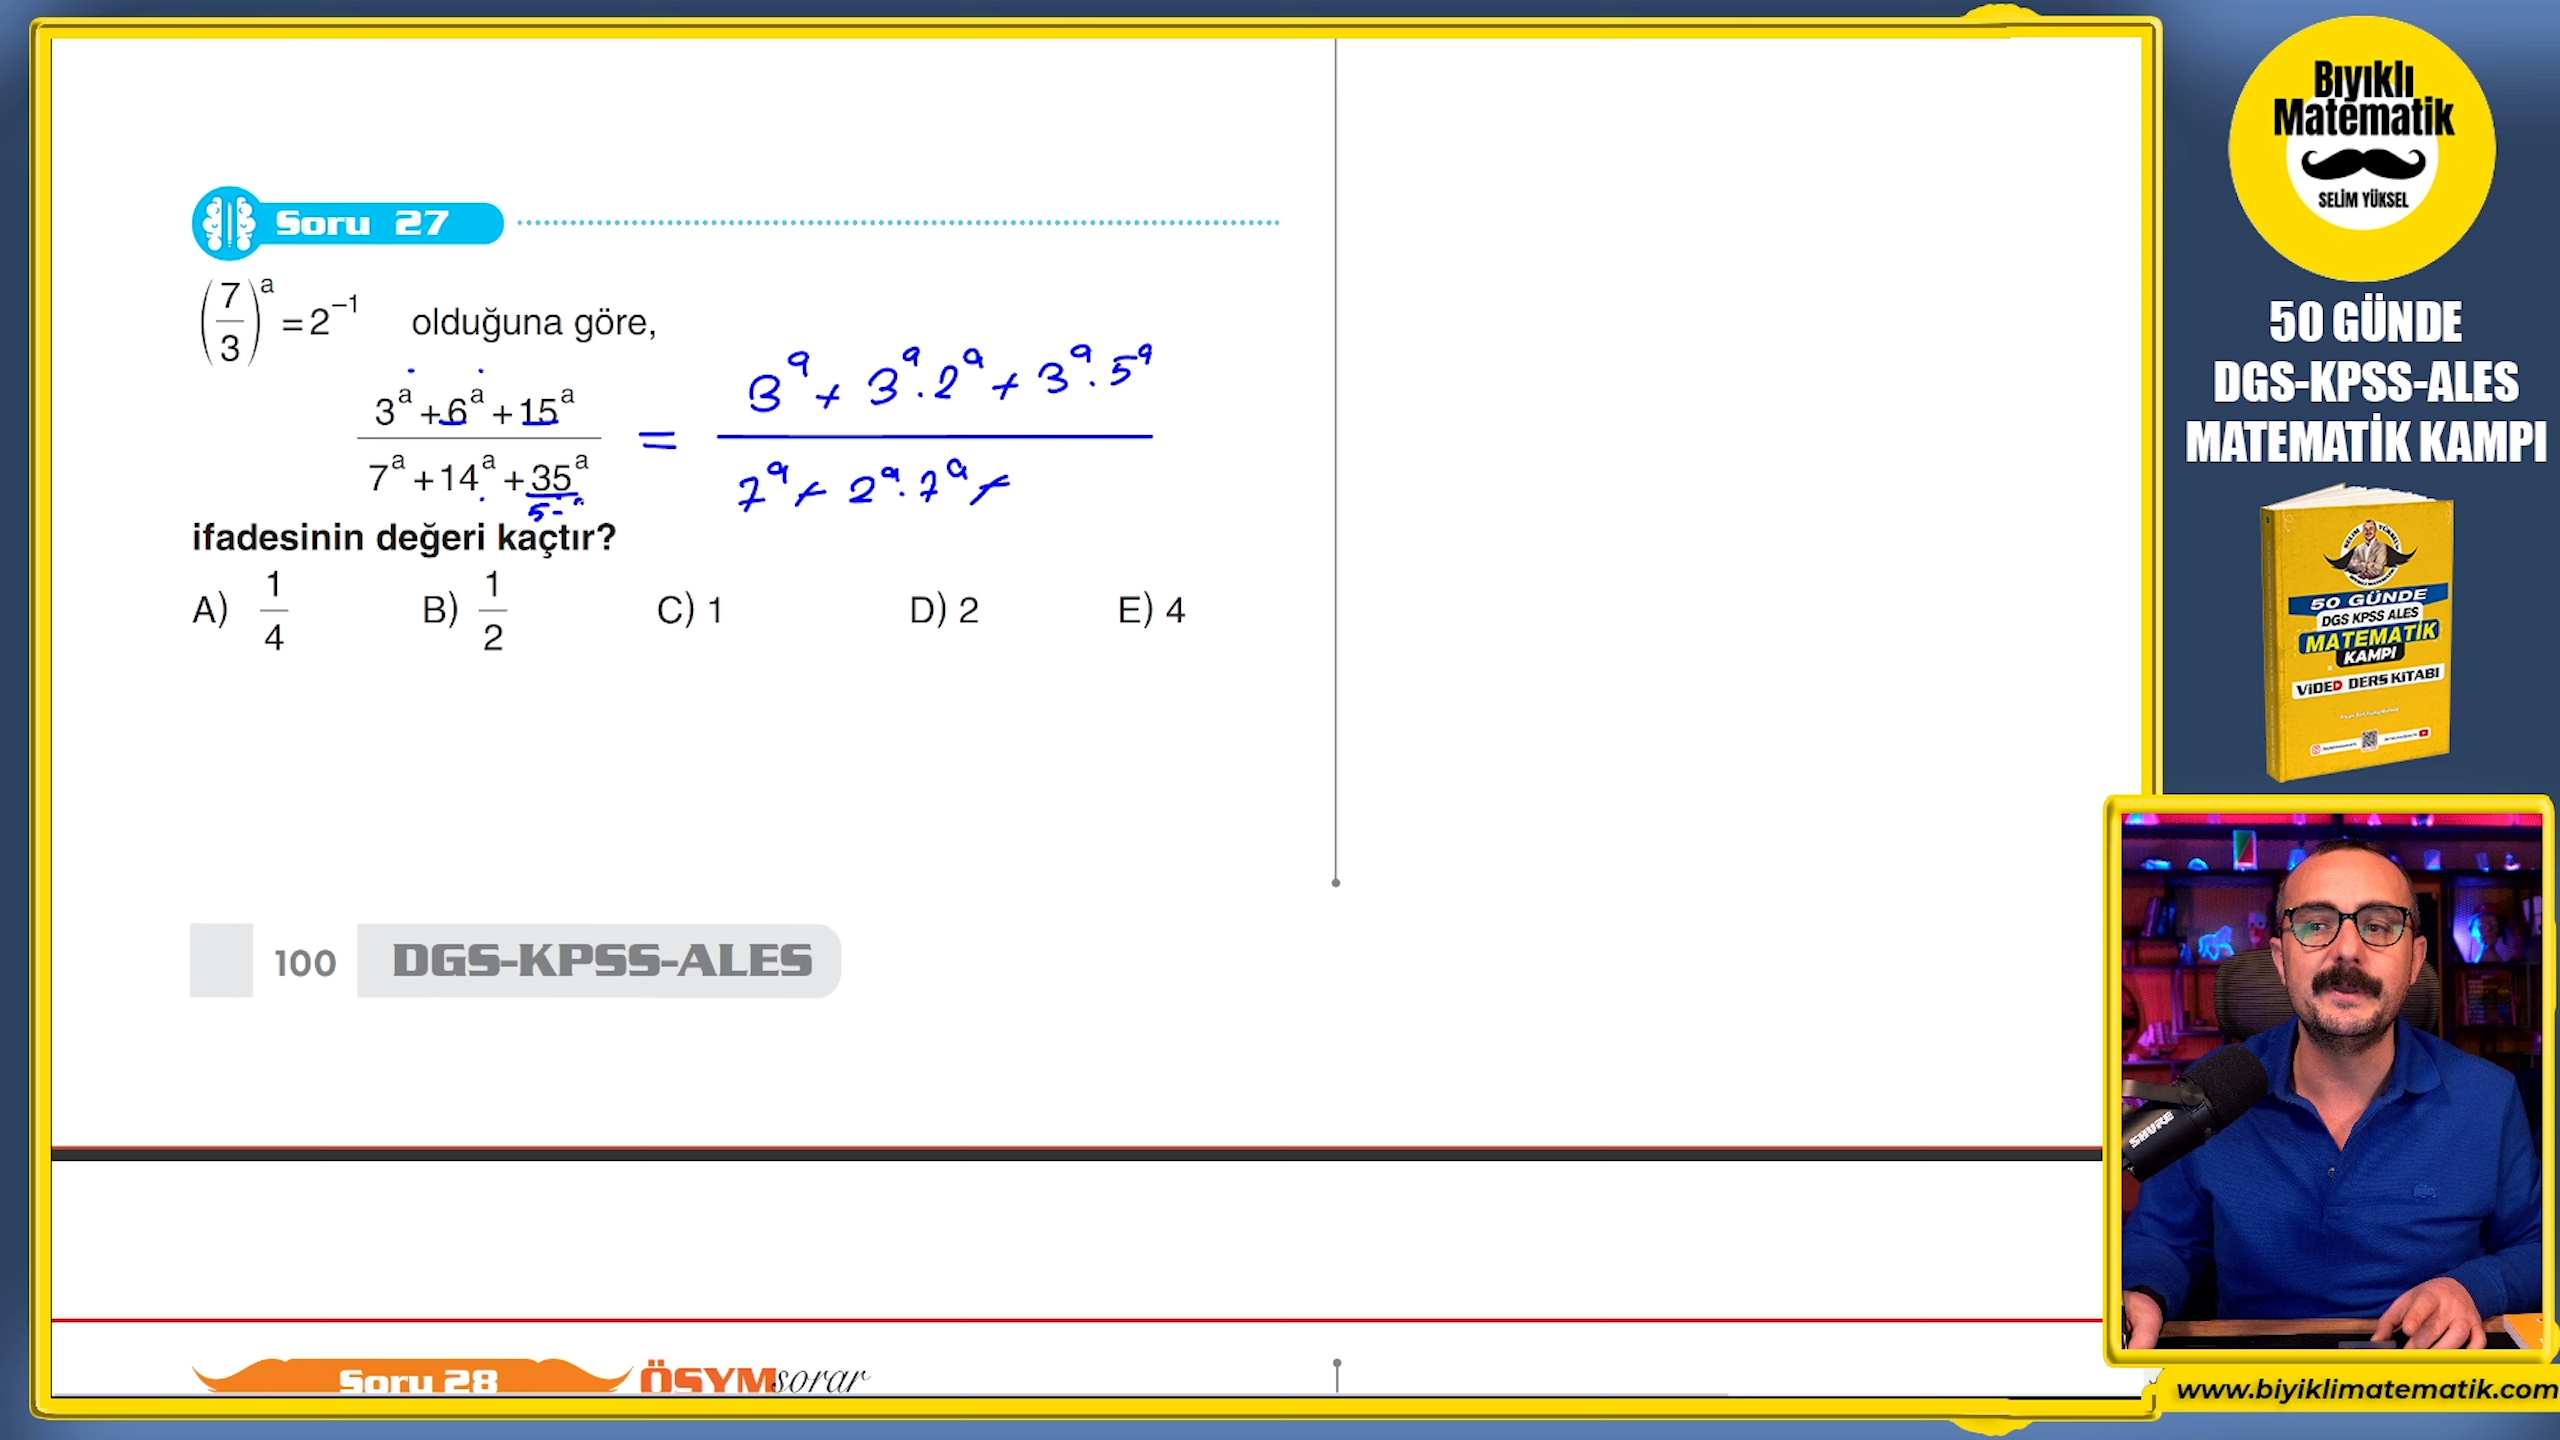 Soru 27
(7/3)^a = 2^-1 olduğuna göre,
3^a + 6^a + 15^a / 7^a + 14^a + 35^a = 3^a + 3^a . 2^a + 3^a . 5^a / 7^a + 2^a . 7^a +
ifadesinin değeri kaçtır?
A) 1/4 B) 1/2 C) 1 D) 2 E) 4
100 DGS-KPSS-ALES
Soru 28 ÖSYM sorar
Bıyıklı
Matematik
SELİM YÜKSEL
50 GÜNDE
DGS-KPSS-ALES
MATEMATİK KAMPI
50 GÜNDE
DGS KPSS ALES
MATEMATİK
KAMPI
VİDEO DERS KİTABI
SHURE
www.biyiklimatematik.com